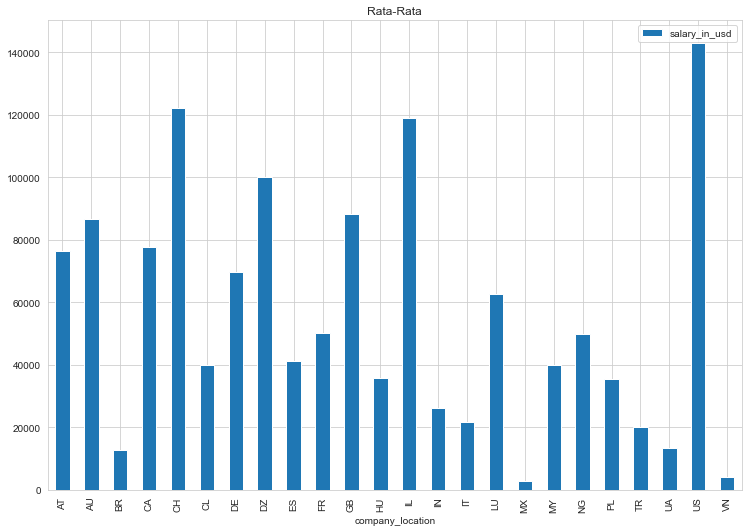 Rata-Rata
salary_in_usd
140000
120000
100000
80000
60000
40000
20000
0
AT AU BR CA CH CL DE DZ ES FR GB HU IL IN IT LU MX MY NG PL TR UA US VN
company_location